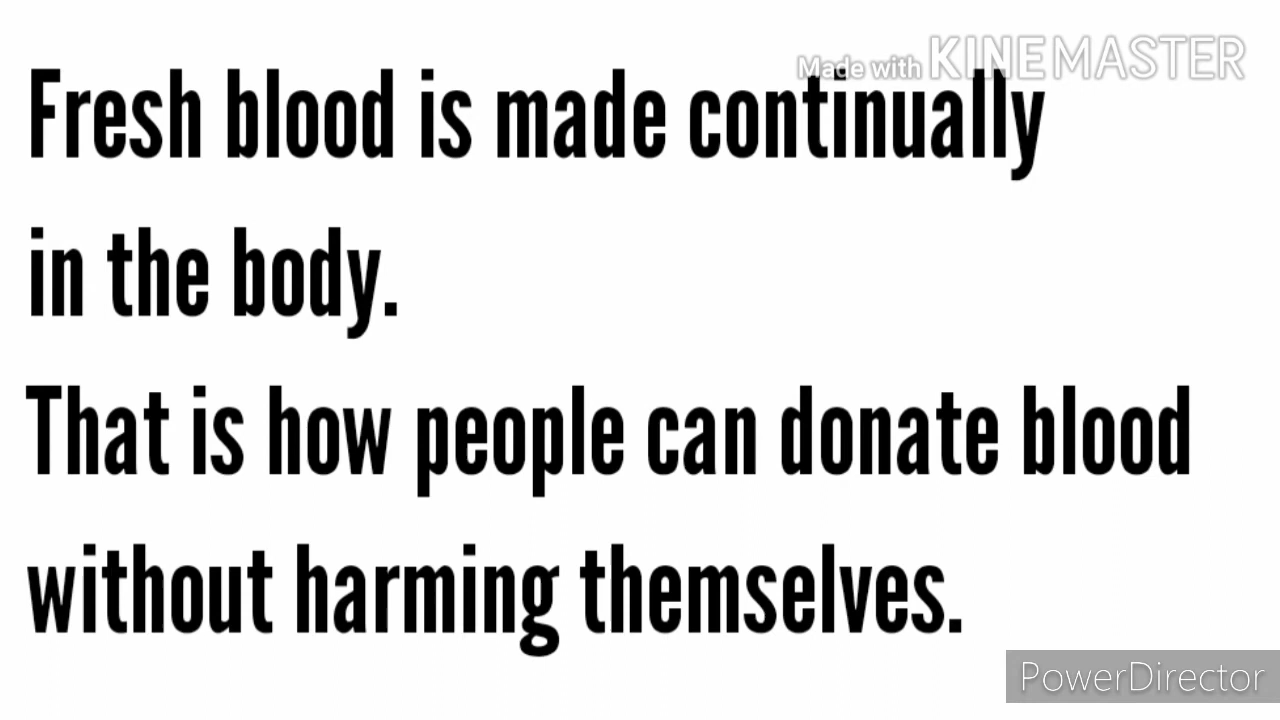 Made with KINEMASTER
Fresh blood is made continually
in the body.
That is how people can donate blood
without harming themselves.
PowerDirector